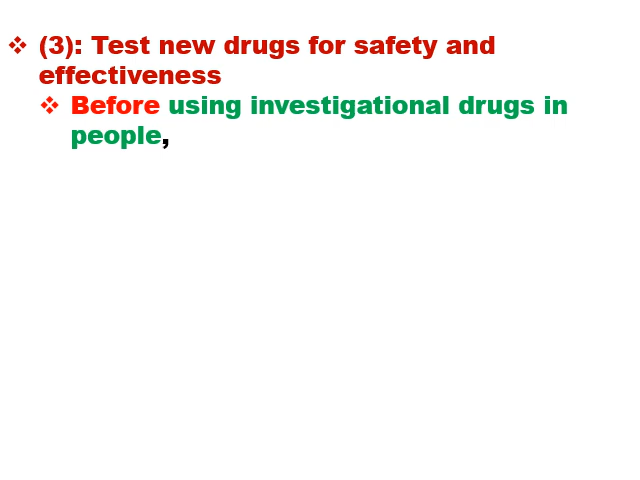 ❖ (3): Test new drugs for safety and
effectiveness
❖ Before using investigational drugs in
people,